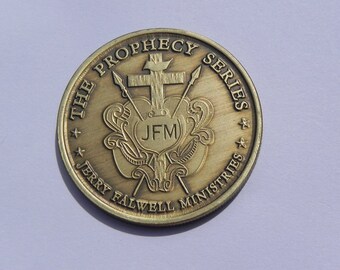 THE PROPHECY SERIES
JFM
JERRY FALWELL MINISTRIES